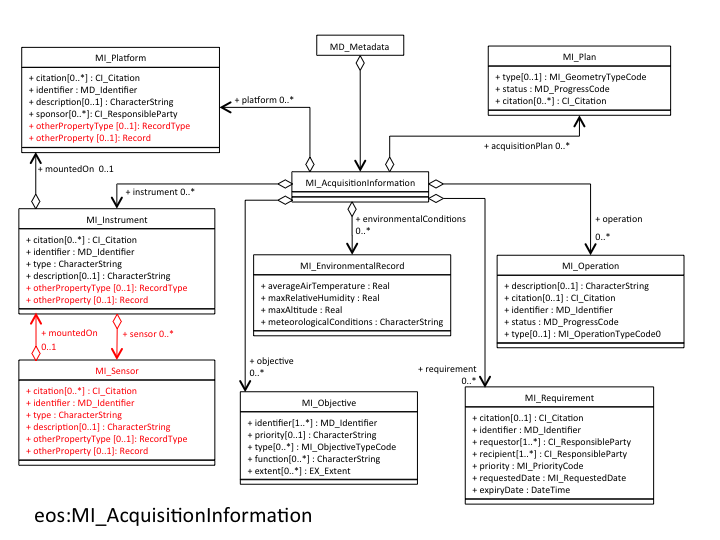 MD_Metadata
MI_Platform
+ citation[0..*] : CI_Citation
+ identifier : MD_Identifier
+ description[0..1] : CharacterString
+ sponsor[0..*]: CI_ResponsibleParty
+ otherPropertyType [0..1]: RecordType
+ otherProperty [0..1]: Record
MI_Plan
+ type[0..1] : MI_GeometryTypeCode
+ status : MD_ProgressCode
+ citation[0..*] : CI_Citation
+ platform 0..*
+ acquisitionPlan 0..*
+ mountedOn 0..1
MI_AcquisitionInformation
+ instrument 0..*
+ environmentalConditions
0..*
+ operation
0..*
MI_Instrument
+ citation[0..*] : CI_Citation
+ identifier : MD_Identifier
+ type : CharacterString
+ description[0..1] : CharacterString
+ otherPropertyType [0..1]: RecordType
+ otherProperty [0..1]: Record
MI_EnvironmentalRecord
+ averageAirTemperature : Real
+ maxRelativeHumidity : Real
+ maxAltitude : Real
+ meteorologicalConditions : CharacterString
MI_Operation
+ description[0..1] : CharacterString
+ citation[0..1] : CI_Citation
+ identifier : MD_Identifier
+ status : MD_ProgressCode
+ type[0..1] : MI_OperationTypeCode0
+ mountedOn
0..1
+ sensor 0..*
+ objective
0..*
+ requirement
0..*
MI_Sensor
+ citation[0..*] : CI_Citation
+ identifier : MD_Identifier
+ type : CharacterString
+ description[0..1] : CharacterString
+ otherPropertyType [0..1]: RecordType
+ otherProperty [0..1]: Record
MI_Objective
+ identifier[1..*] : MD_Identifier
+ priority[0..1] : CharacterString
+ type[0..*] : MI_ObjectiveTypeCode
+ function[0..*] : CharacterString
+ extent[0..*] : EX_Extent
MI_Requirement
+ citation[0..1] : CI_Citation
+ identifier : MD_Identifier
+ requestor[1..*] : CI_ResponsibleParty
+ recipient[1..*] : CI_ResponsibleParty
+ priority : MI_PriorityCode
+ requestedDate : MI_RequestedDate
+ expiryDate : DateTime
eos:MI_AcquisitionInformation